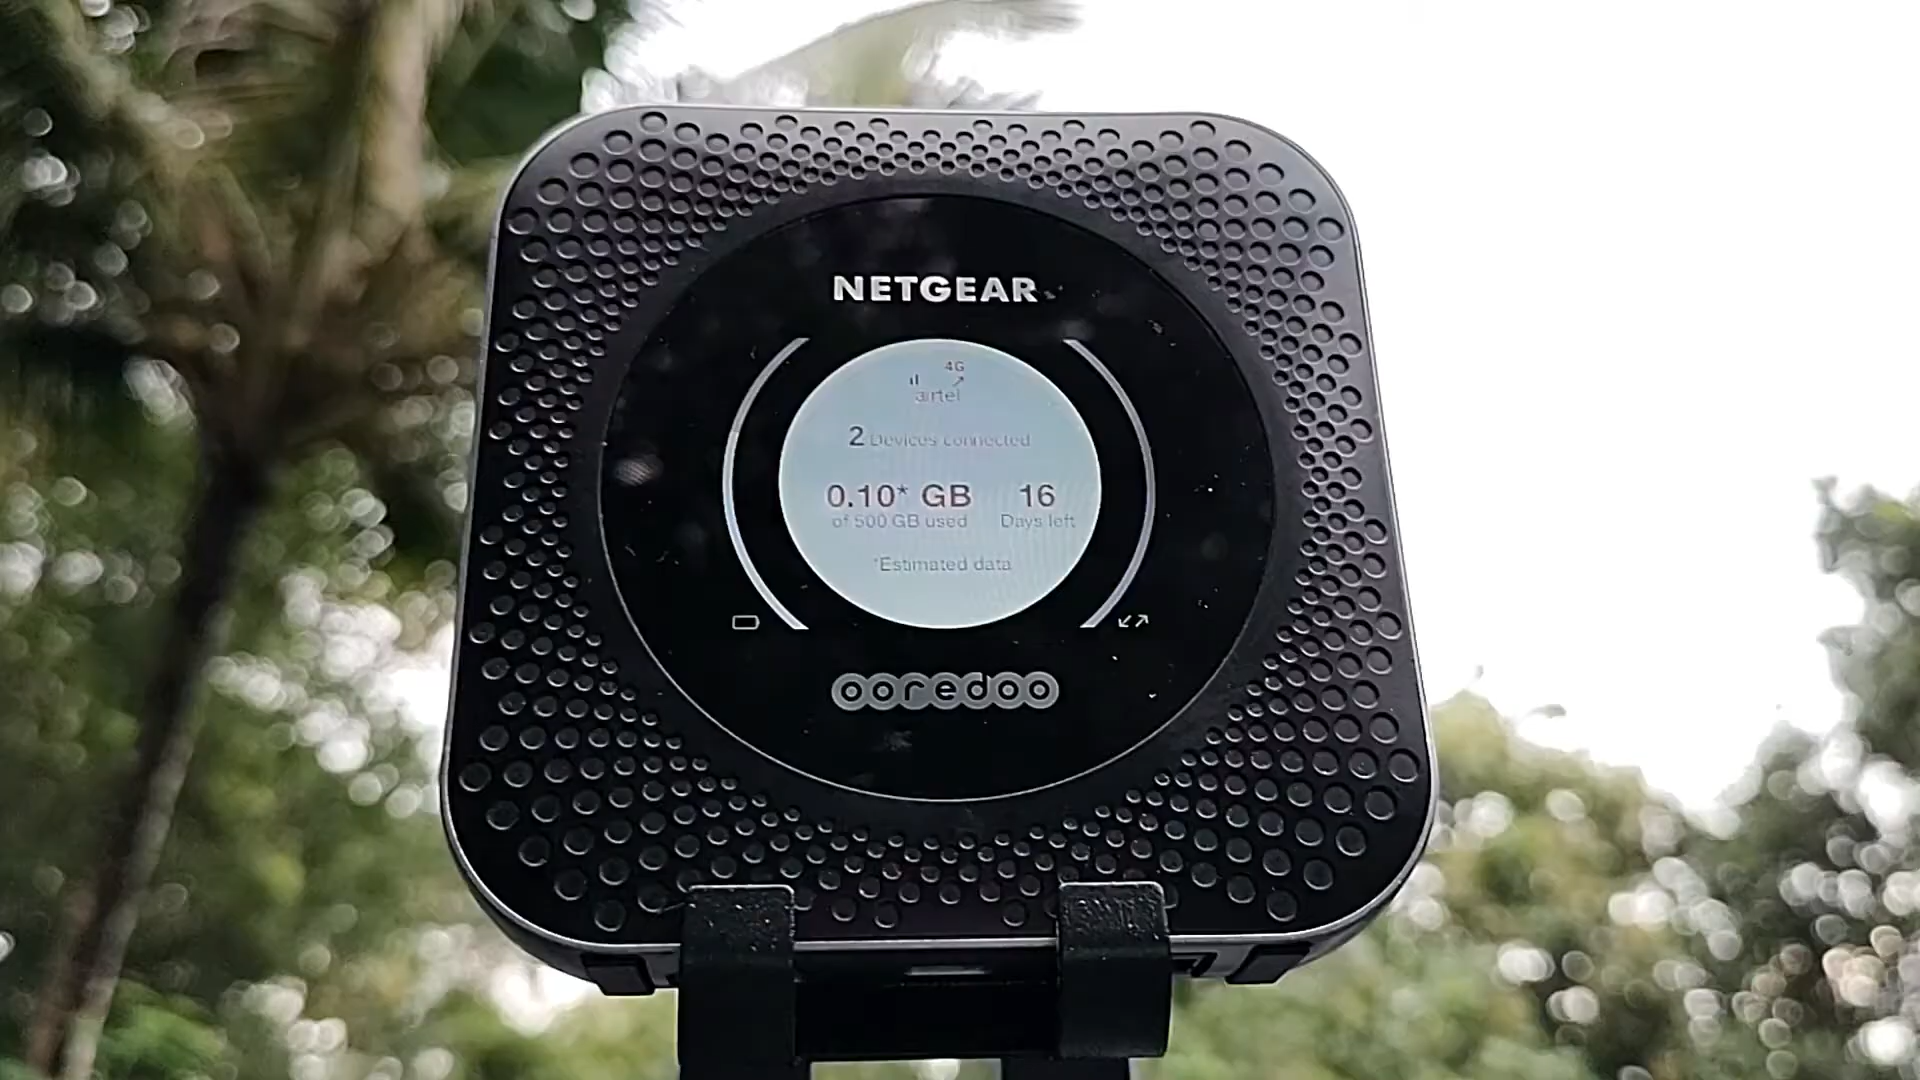 NETGEAR
4G
airtel
2 Devices connected
0.10* GB 16
of 500 GB used Days left
*Estimated data
ooredoo